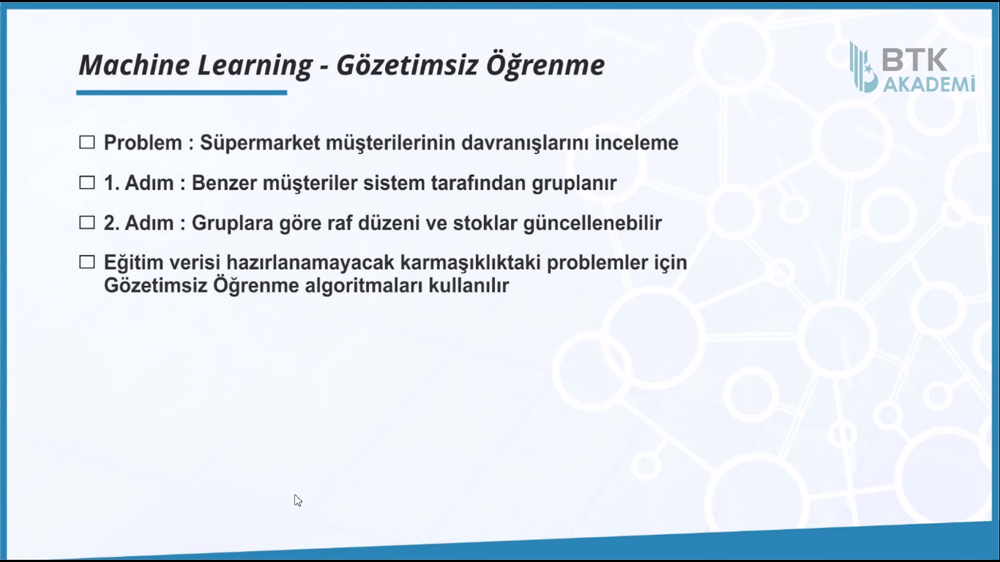 Machine Learning - Gözetimsiz Öğrenme
BTK
AKADEMİ
Problem : Süpermarket müşterilerinin davranışlarını inceleme
1. Adım : Benzer müşteriler sistem tarafından gruplanır
2. Adım : Gruplara göre raf düzeni ve stoklar güncellenebilir
Eğitim verisi hazırlanamayacak karmaşıklıktaki problemler için
Gözetimsiz Öğrenme algoritmaları kullanılır